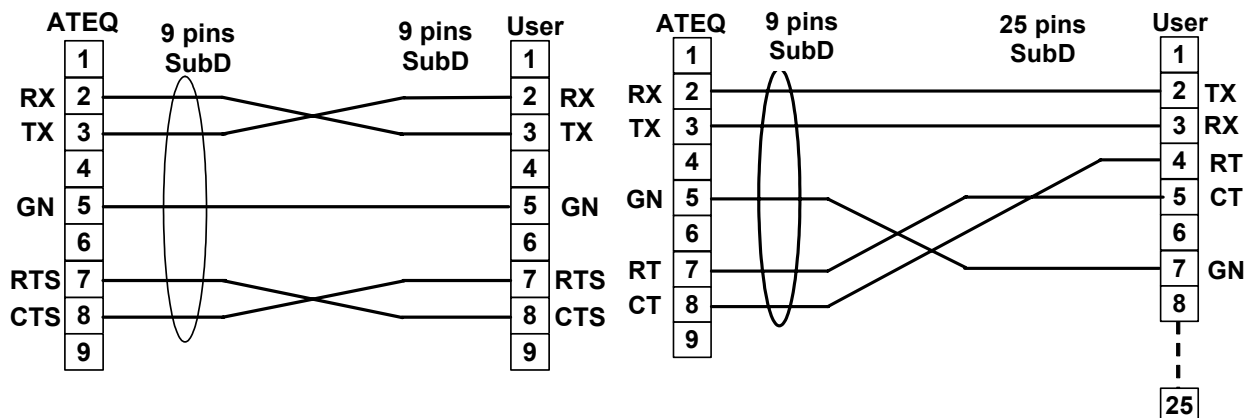 ATEQ
9 pins
SubD
9 pins
SubD
User
1
1
RX 2
2 RX
TX 3
3 TX
4
4
GN 5
5 GN
6
6
RTS 7
7 RTS
CTS 8
8 CTS
9
9
ATEQ
9 pins
SubD
25 pins
SubD
User
1
1
RX 2
2 TX
TX 3
3 RX
4
4 RT
GN 5
5 CT
6
6
RT 7
7 GN
CT 8
8
9
25